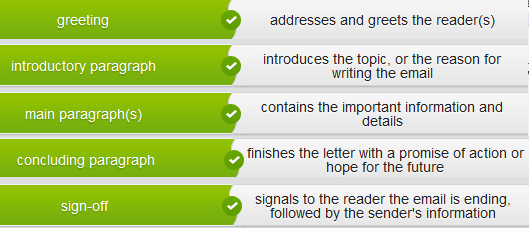 greeting
addresses and greets the reader(s)
introductory paragraph
introduces the topic, or the reason for
writing the email
main paragraph(s)
contains the important information and
details
concluding paragraph
finishes the letter with a promise of action or
hope for the future
sign-off
signals to the reader the email is ending,
followed by the sender's information